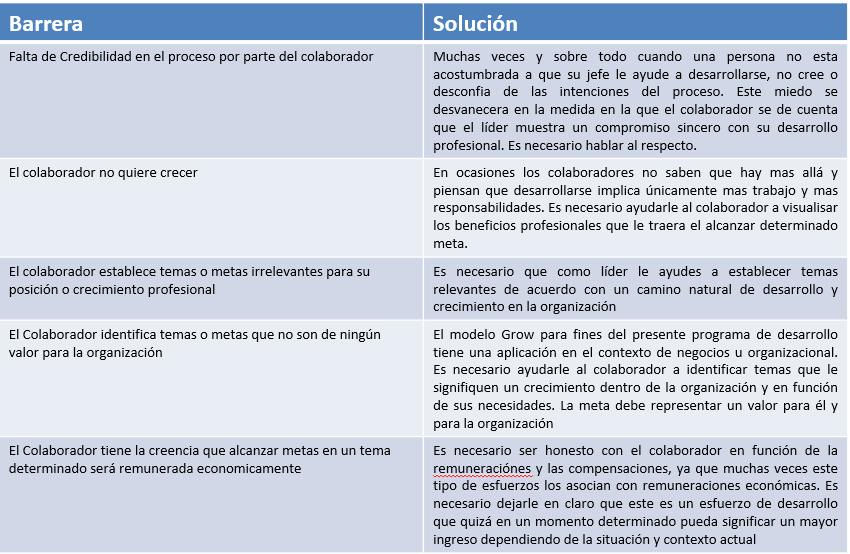 Barrera
Solución
Falta de Credibilidad en el proceso por parte del colaborador
Muchas veces y sobre todo cuando una persona no esta
acostumbrada a que su jefe le ayude a desarrollarse, no cree o
desconfia de las intenciones del proceso. Este miedo se
desvanecera en la medida en la que el colaborador se de cuenta
que el líder muestra un compromiso sincero con su desarrollo
profesional. Es necesario hablar al respecto.
El colaborador no quiere crecer
En ocasiones los colaboradores no saben que hay mas allá y
piensan que desarrollarse implica únicamente mas trabajo y mas
responsabilidades. Es necesario ayudarle al colaborador a visualisar
los beneficios profesionales que le traera el alcanzar determinado
meta.
El colaborador establece temas o metas irrelevantes para su
posición o crecimiento profesional
Es necesario que como líder le ayudes a establecer temas
relevantes de acuerdo con un camino natural de desarrollo y
crecimiento en la organización
El Colaborador identifica temas o metas que no son de ningún
valor para la organización
El modelo Grow para fines del presente programa de desarrollo
tiene una aplicación en el contexto de negocios u organizacional.
Es necesario ayudarle al colaborador a identificar temas que le
signifiquen un crecimiento dentro de la organización y en función
de sus necesidades. La meta debe representar un valor para él y
para la organización
El Colaborador tiene la creencia que alcanzar metas en un tema
determinado será remunerada economicamente
Es necesario ser honesto con el colaborador en función de la
remuneraciónes y las compensaciones, ya que muchas veces este
tipo de esfuerzos los asocian con remuneraciones económicas. Es
necesario dejarle en claro que este es un esfuerzo de desarrollo
que quizá en un momento determinado pueda significar un mayor
ingreso dependiendo de la situación y contexto actual